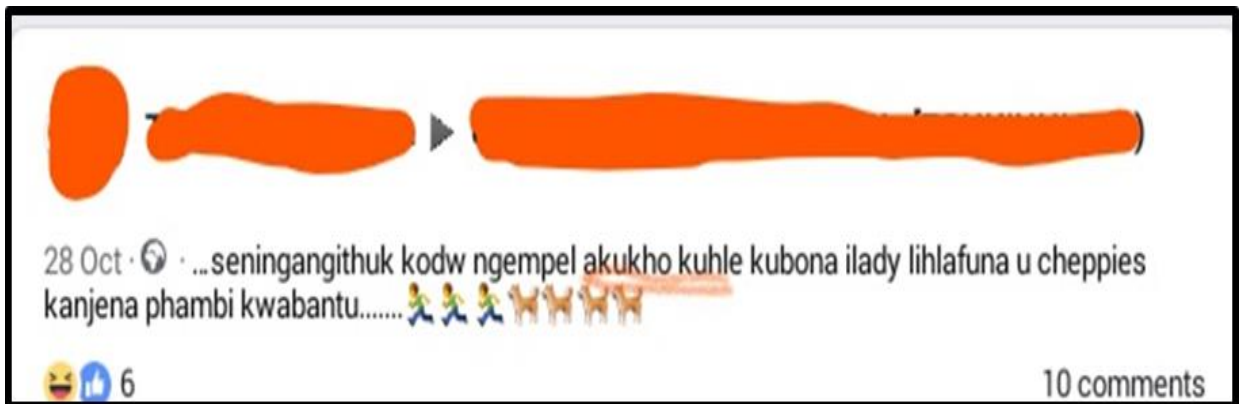 28 Oct · ...seningangithuk kodw ngempel akukho kuhle kubona ilady lihlafuna u cheppies
kanjena phambi kwabantu.......🏃🏃🏃🐕🐕🐕🐕
6
10 comments